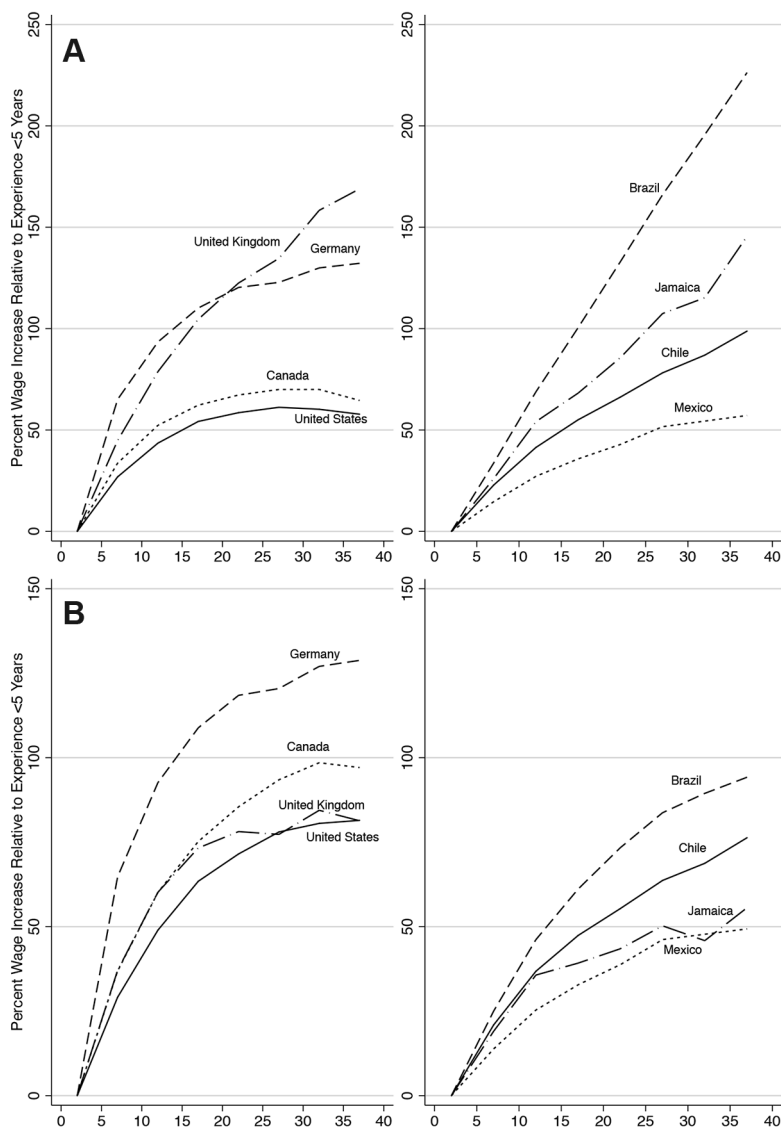 A
Percent Wage Increase Relative to Experience <5 Years
250
200
150
100
50
0
United Kingdom
Germany
Canada
United States
0 5 10 15 20 25 30 35 40
250
200
150
100
50
0
Brazil
Jamaica
Chile
Mexico
0 5 10 15 20 25 30 35 40
B
Percent Wage Increase Relative to Experience <5 Years
150
100
50
0
Germany
Canada
United Kingdom
United States
0 5 10 15 20 25 30 35 40
150
100
50
0
Brazil
Chile
Jamaica
Mexico
0 5 10 15 20 25 30 35 40